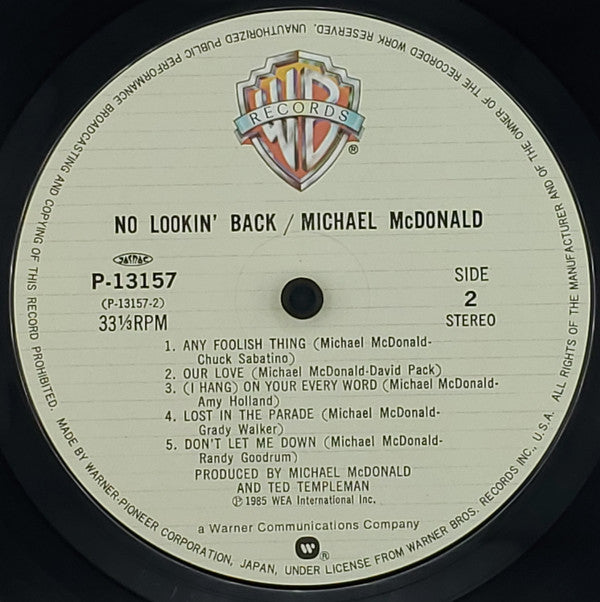 WB
RECORDS
®
NO LOOKIN' BACK / MICHAEL McDONALD
JASRAC
P-13157
(P-13157-2)
33⅓RPM
SIDE
2
STEREO
1. ANY FOOLISH THING (Michael McDonald-
Chuck Sabatino)
2. OUR LOVE (Michael McDonald-David Pack)
3. (I HANG) ON YOUR EVERY WORD (Michael McDonald-
Amy Holland)
4. LOST IN THE PARADE (Michael McDonald-
Grady Walker)
5. DON'T LET ME DOWN (Michael McDonald-
Randy Goodrum)
PRODUCED BY MICHAEL McDONALD
AND TED TEMPLEMAN
Ⓟ 1985 WEA International Inc.
a Warner Communications Company
®
ALL RIGHTS OF THE MANUFACTURER AND OF THE OWNER OF THE RECORDED WORK RESERVED. UNAUTHORIZED PUBLIC PERFORMANCE BROADCASTING AND COPYING OF THIS RECORD PROHIBITED. MADE BY WARNER-PIONEER CORPORATION, JAPAN, UNDER LICENSE FROM WARNER BROS. RECORDS INC., U.S.A.